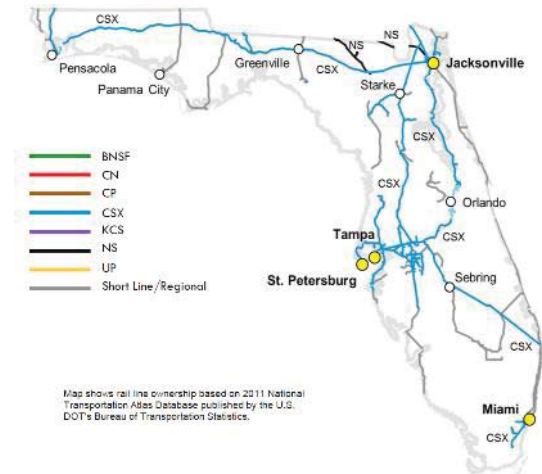 CSX
NS
NS
Pensacola
Greenville
CSX
Jacksonville
Panama City
Starke
CSX
BNSF
CN
CP
CSX
KCS
NS
UP
Short Line/Regional
CSX
Orlando
Tampa
CSX
St. Petersburg
Sebring
CSX
Map shows rail line ownership based on 2011 National
Transportation Atlas Database published by the U.S.
DOT's Bureau of Transportation Statistics.
Miami
CSX